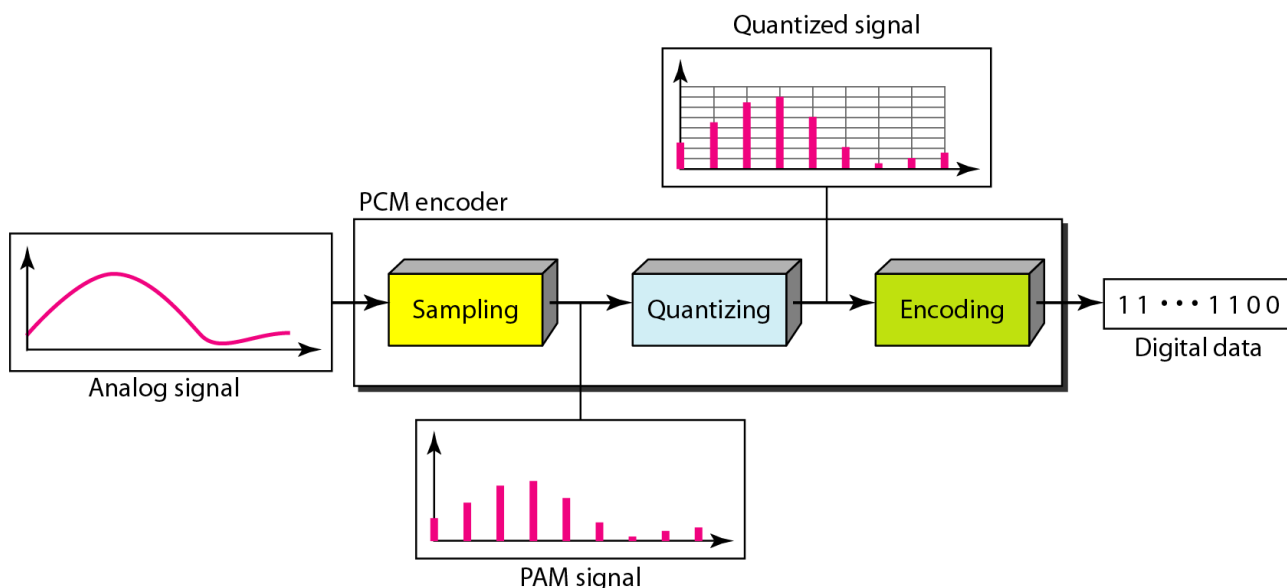 Quantized signal
PCM encoder
Sampling
Quantizing
Encoding
11 ••• 1100
Digital data
Analog signal
PAM signal